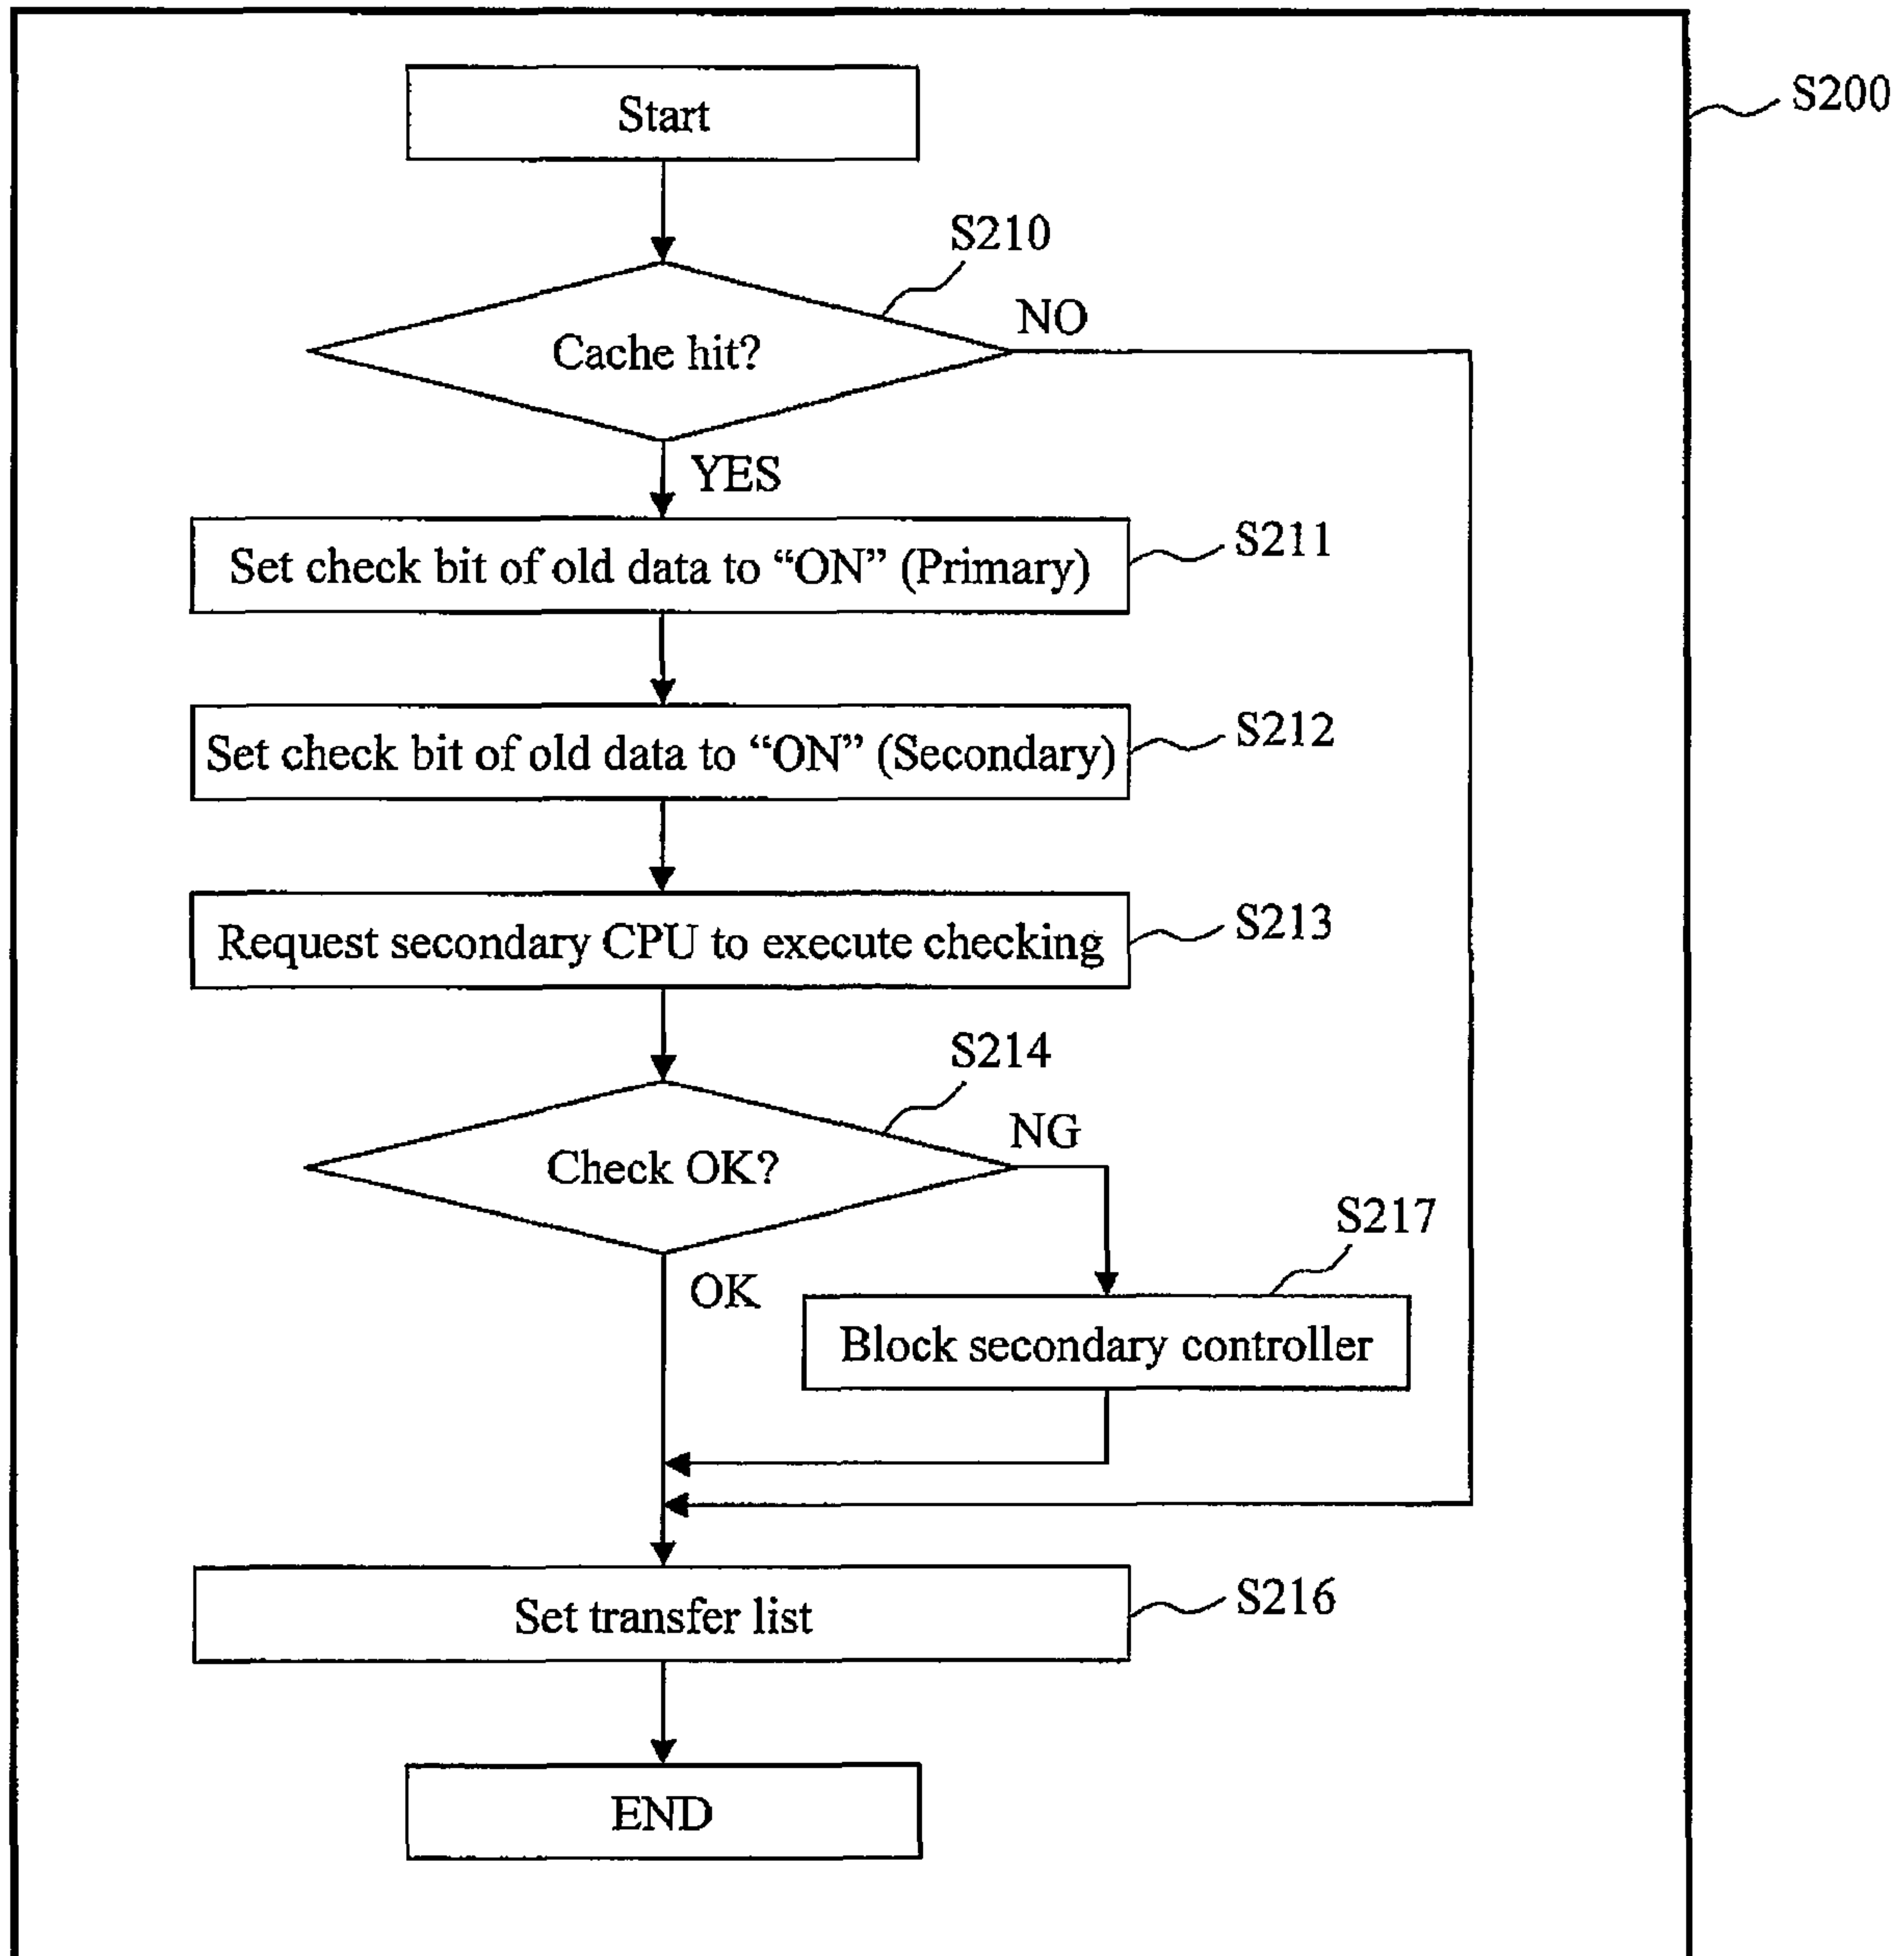 Start
S200
S210
Cache hit?
NO
YES
Set check bit of old data to “ON” (Primary)
S211
Set check bit of old data to “ON” (Secondary)
S212
Request secondary CPU to execute checking
S213
S214
Check OK?
NG
OK
S217
Block secondary controller
Set transfer list
S216
END